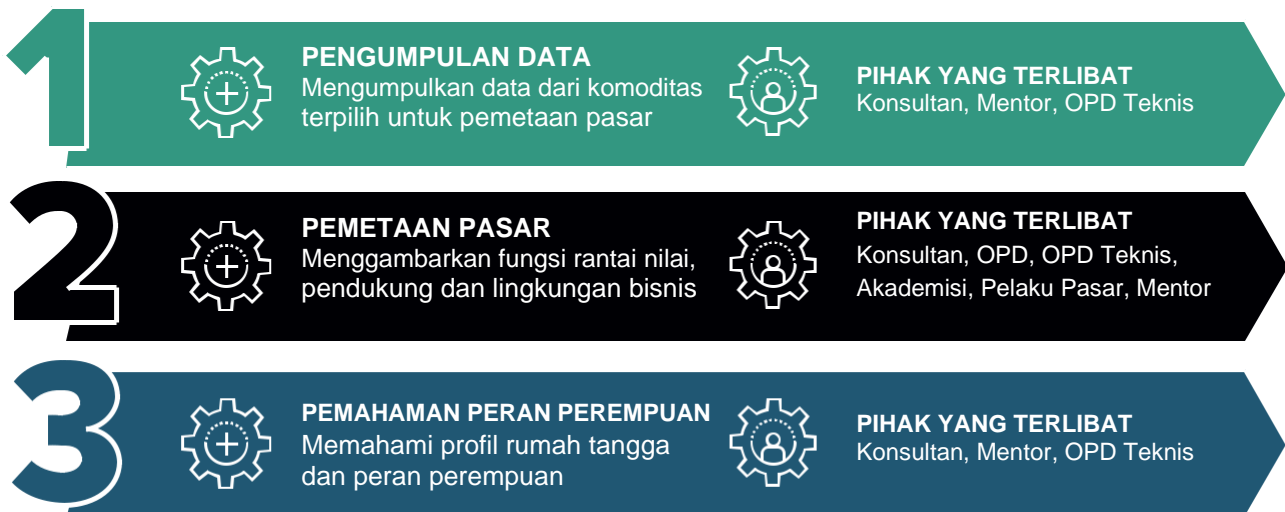 1
PENGUMPULAN DATA
Mengumpulkan data dari komoditas
terpilih untuk pemetaan pasar
PIHAK YANG TERLIBAT
Konsultan, Mentor, OPD Teknis
2
PEMETAAN PASAR
Menggambarkan fungsi rantai nilai,
pendukung dan lingkungan bisnis
PIHAK YANG TERLIBAT
Konsultan, OPD, OPD Teknis,
Akademisi, Pelaku Pasar, Mentor
3
PEMAHAMAN PERAN PEREMPUAN
Memahami profil rumah tangga
dan peran perempuan
PIHAK YANG TERLIBAT
Konsultan, Mentor, OPD Teknis